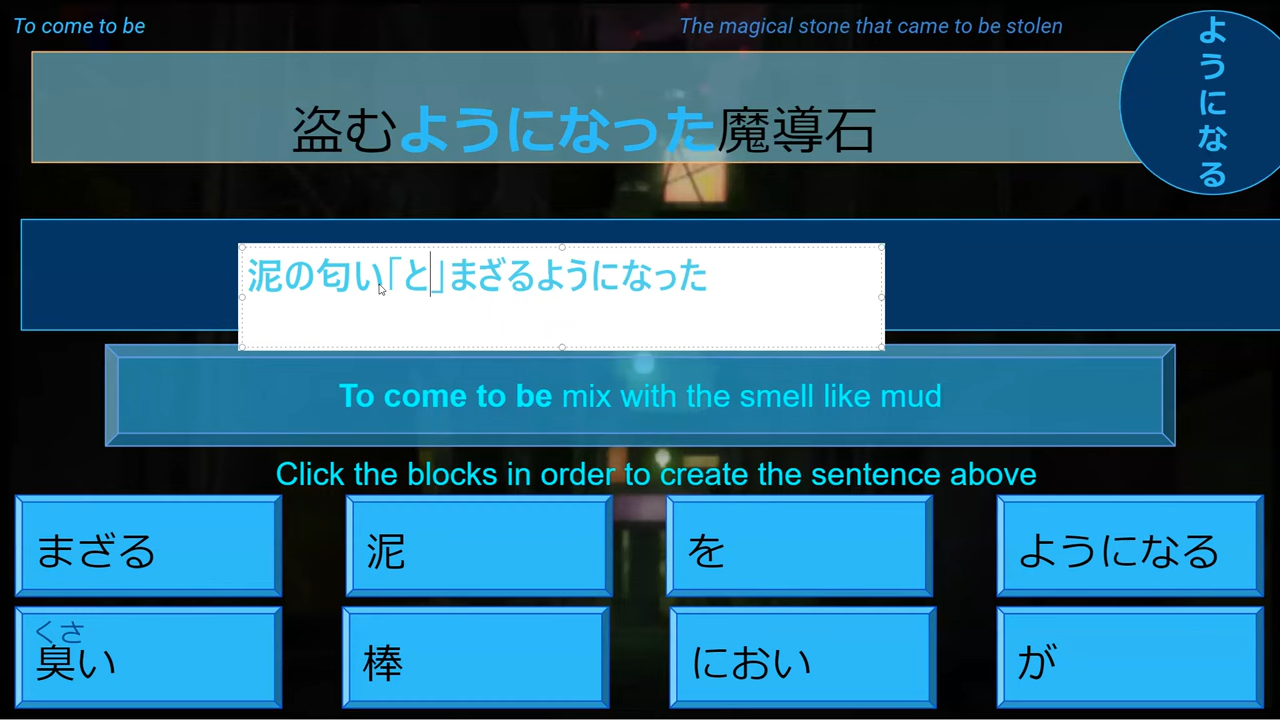 To come to be
The magical stone that came to be stolen
盗むようになった魔導石
ようになる
泥の匂い「と」まざるようになった
To come to be mix with the smell like mud
Click the blocks in order to create the sentence above
まざる
泥
を
ようになる
くさ
臭い
棒
におい
が